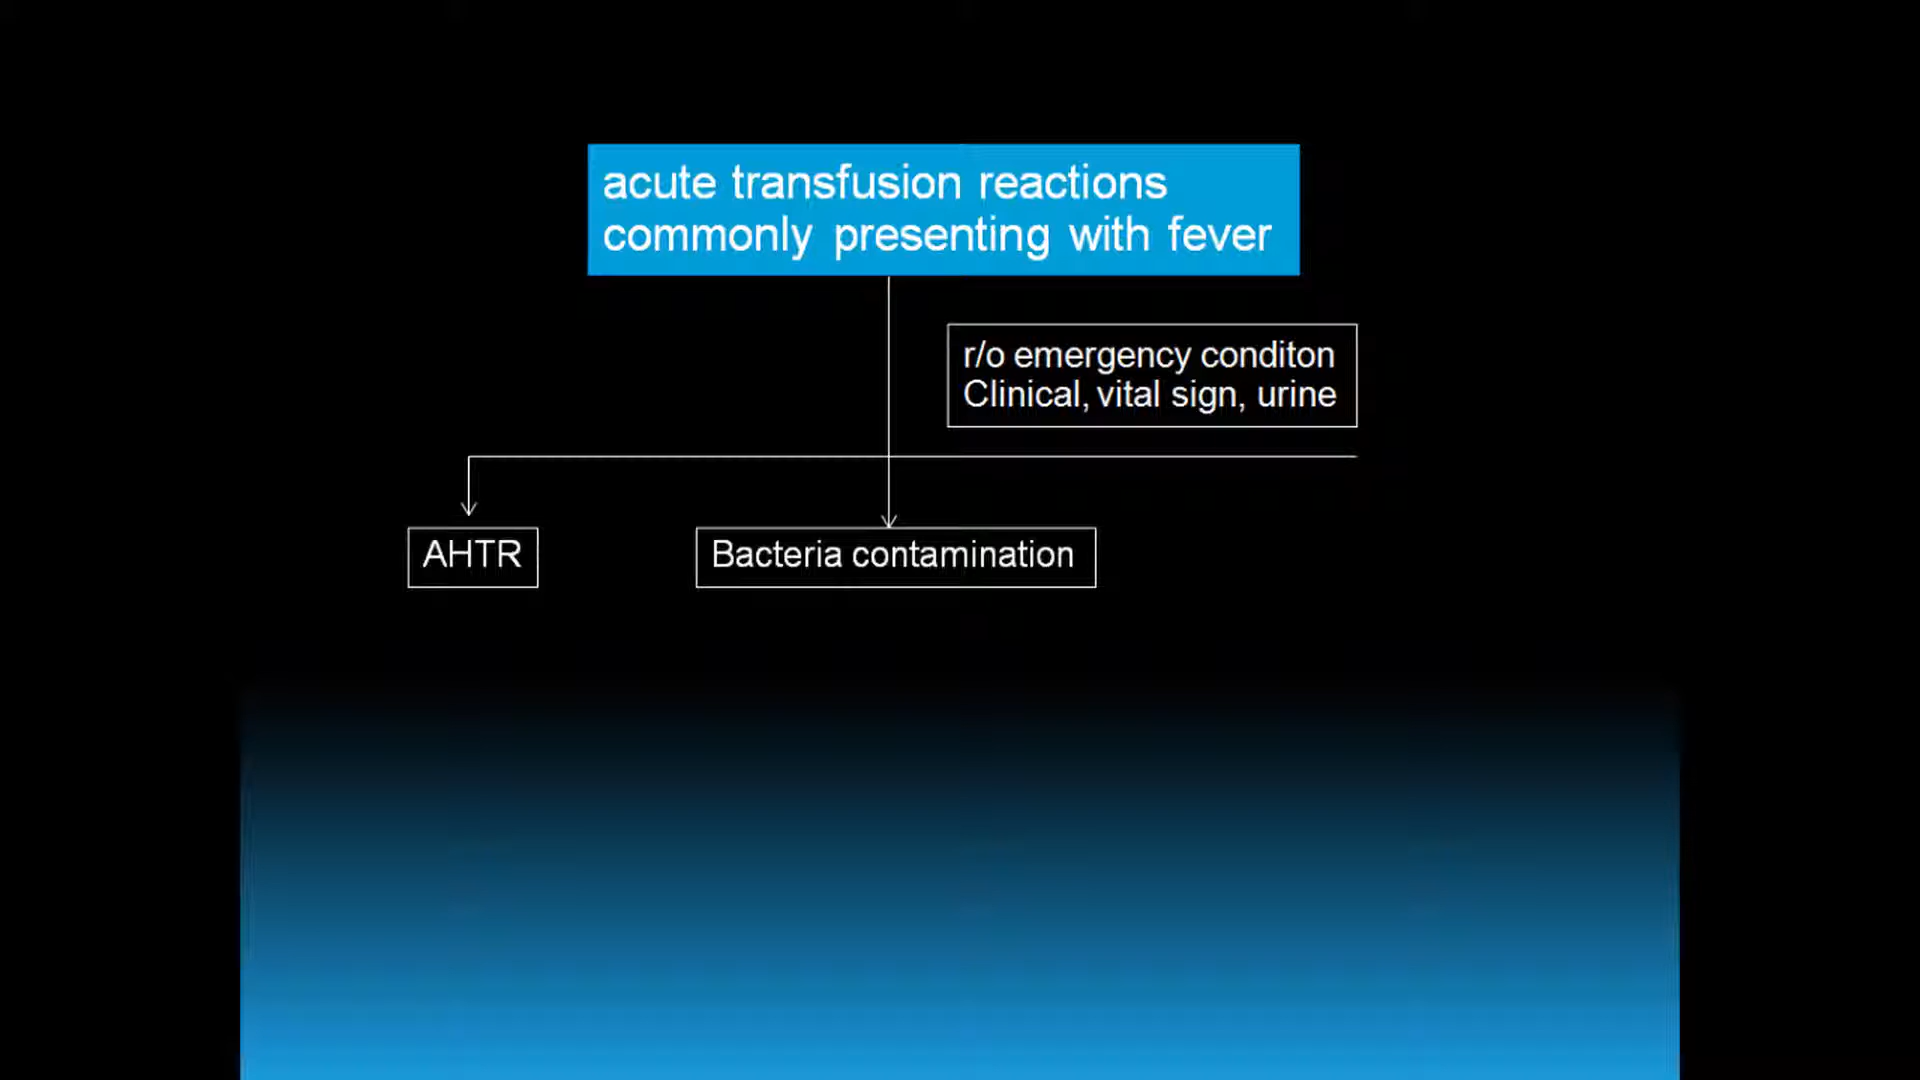 acute transfusion reactions
commonly presenting with fever
r/o emergency conditon
Clinical, vital sign, urine
AHTR
Bacteria contamination